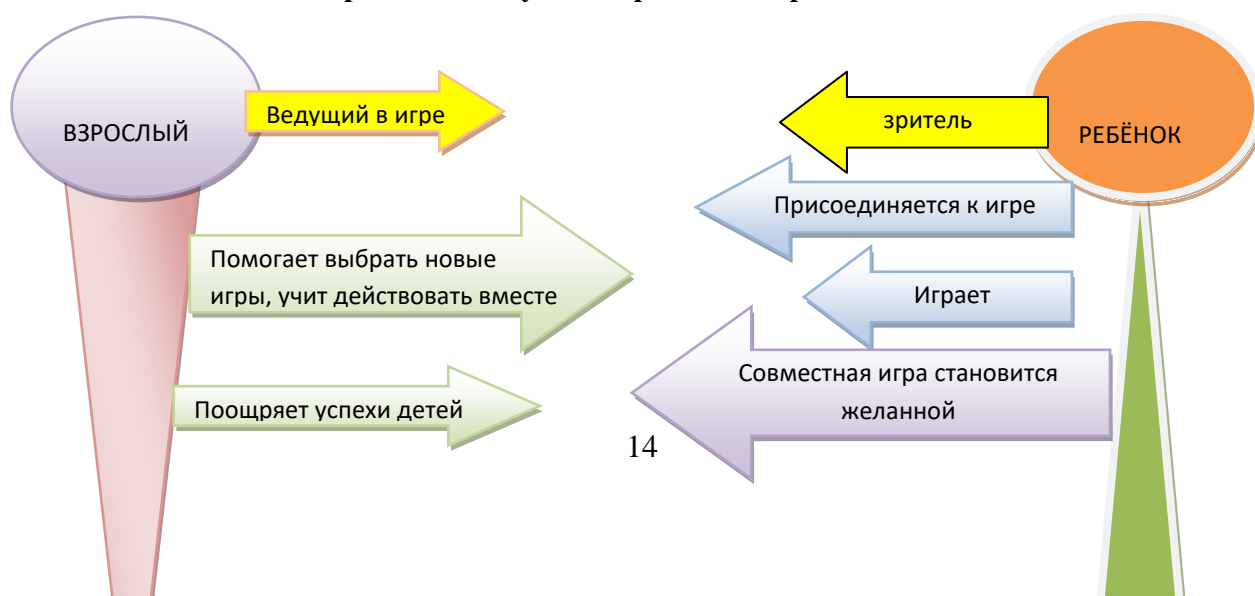 ВЗРОСЛЫЙ
Ведущий в игре
зритель
РЕБЁНОК
Присоединяется к игре
Помогает выбрать новые
игры, учит действовать вместе
Играет
Совместная игра становится
желанной
Поощряет успехи детей
14